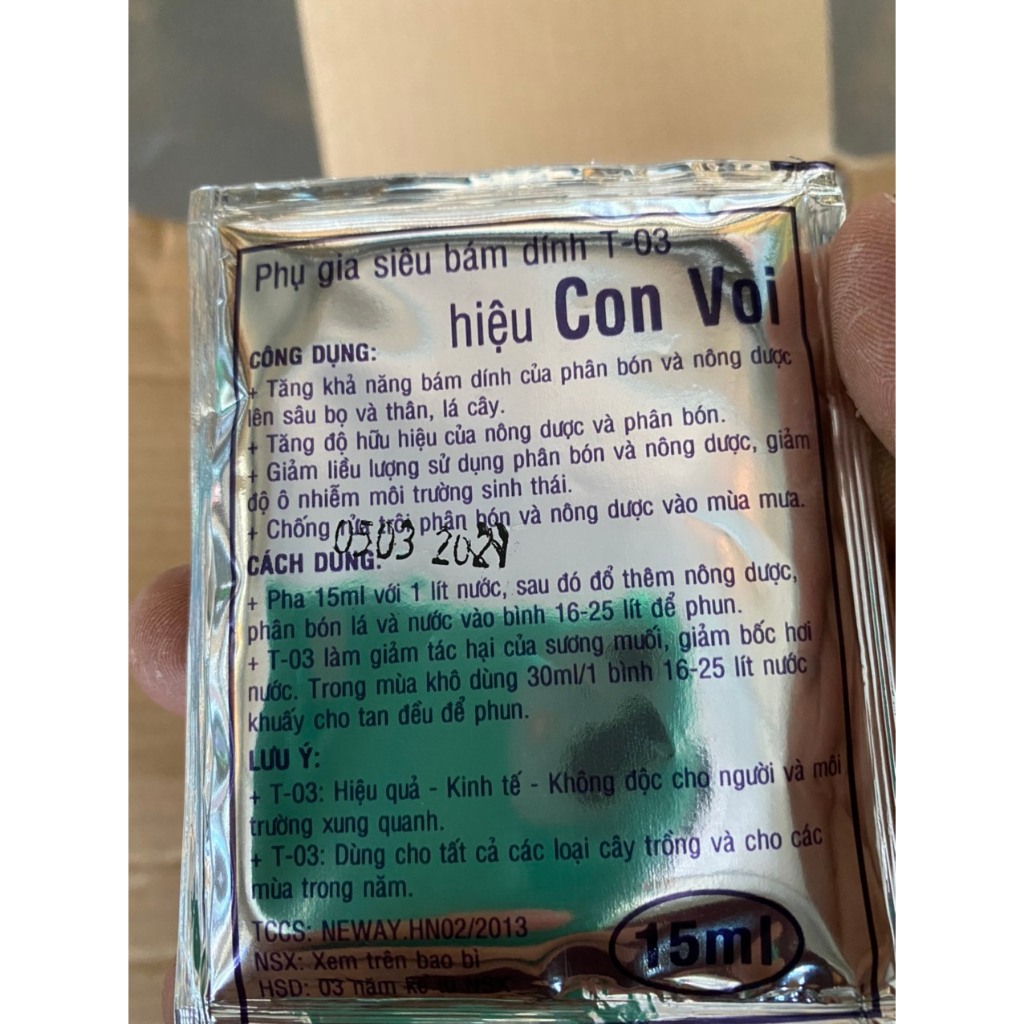 Phụ gia siêu bám dính T-03
hiệu Con Voi
CÔNG DỤNG:
+ Tăng khả năng bám dính của phân bón và nông dược
lên sâu bọ và thân, lá cây.
+ Tăng độ hữu hiệu của nông dược và phân bón.
+ Giảm liều lượng sử dụng phân bón và nông dược, giảm
độ ô nhiễm môi trường sinh thái.
+ Chống rửa trôi phân bón và nông dược vào mùa mưa.
0503 2021
CÁCH DÙNG:
+ Pha 15ml với 1 lít nước, sau đó đổ thêm nông dược,
phân bón lá và nước vào bình 16-25 lít để phun.
+ T-03 làm giảm tác hại của sương muối, giảm bốc hơi
nước. Trong mùa khô dùng 30ml/1 bình 16-25 lít nước
khuấy cho tan đều để phun.
LƯU Ý:
+ T-03: Hiệu quả - Kinh tế - Không độc cho người và môi
trường xung quanh.
+ T-03: Dùng cho tất cả các loại cây trồng và cho các
mùa trong năm.
TCCS: NEWAY.HN02/2013
NSX: Xem trên bao bì
HSD: 03 năm kể từ NSX
15ml